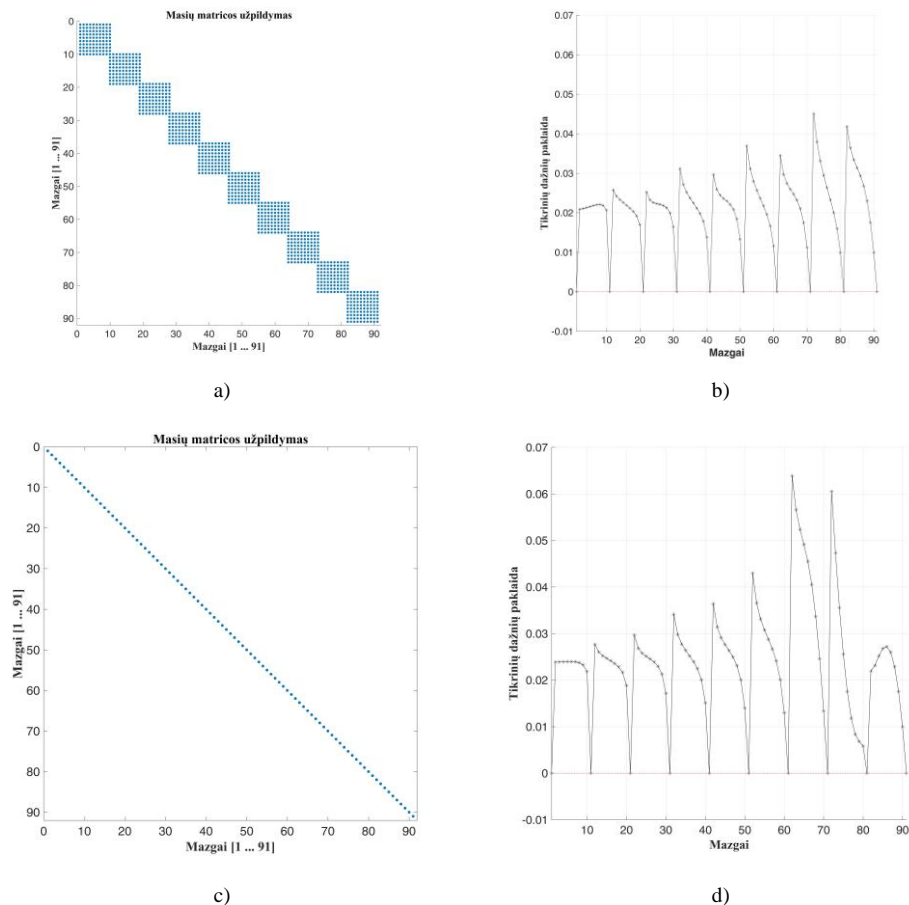 Masių matricos užpildymas
0
10
20
30
40
50
60
70
80
90
Mazgai [1 ... 91]
0 10 20 30 40 50 60 70 80 90
Mazgai [1 ... 91]
a)
0.07
0.06
0.05
0.04
0.03
0.02
0.01
0
-0.01
Tikrinių dažnių paklaida
10 20 30 40 50 60 70 80 90
Mazgai
b)
Masių matricos užpildymas
0
10
20
30
40
50
60
70
80
90
Mazgai [1 ... 91]
0 10 20 30 40 50 60 70 80 90
Mazgai [1 ... 91]
c)
0.07
0.06
0.05
0.04
0.03
0.02
0.01
0
-0.01
Tikrinių dažnių paklaida
10 20 30 40 50 60 70 80 90
Mazgai
d)